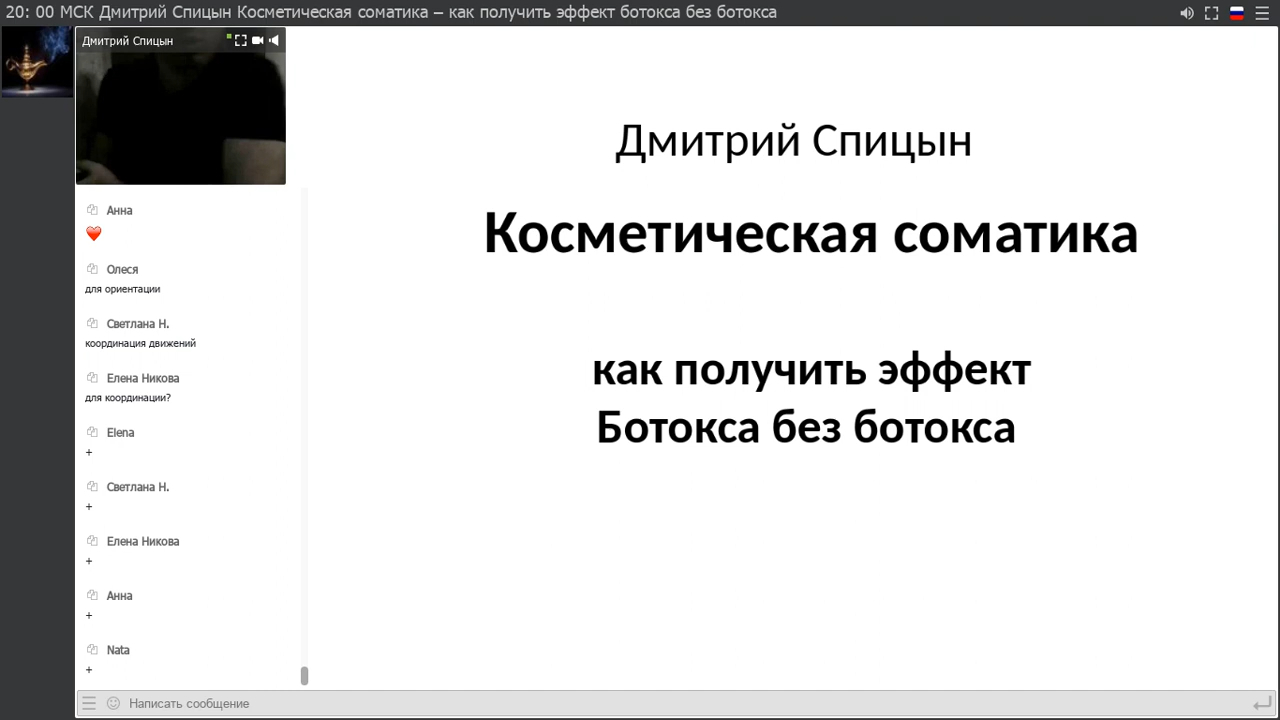 20: 00 МСК Дмитрий Спицын Косметическая соматика – как получить эффект ботокса без ботокса
Дмитрий Спицын
Анна
Олеся
для ориентации
Светлана Н.
координация движений
Елена Никова
для координации?
Elena
+
Светлана Н.
+
Елена Никова
+
Анна
+
Nata
+
Написать сообщение
Дмитрий Спицын
Косметическая соматика
как получить эффект
Ботокса без ботокса